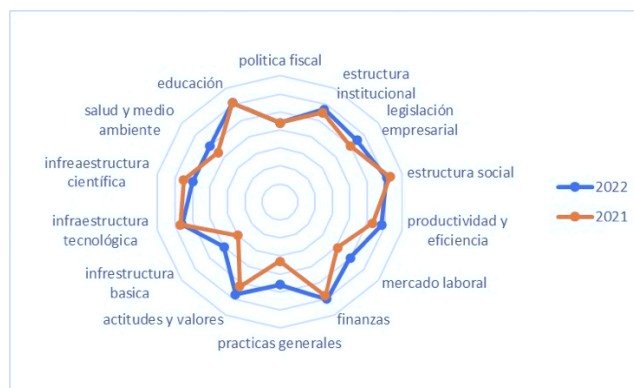 politica fiscal
estructura
institucional
legislación
empresarial
estructura social
productividad y
eficiencia
mercado laboral
finanzas
practicas generales
actitudes y valores
infrestructura
basica
infraestructura
tecnológica
infreaestructura
científica
salud y medio
ambiente
educación
2022
2021